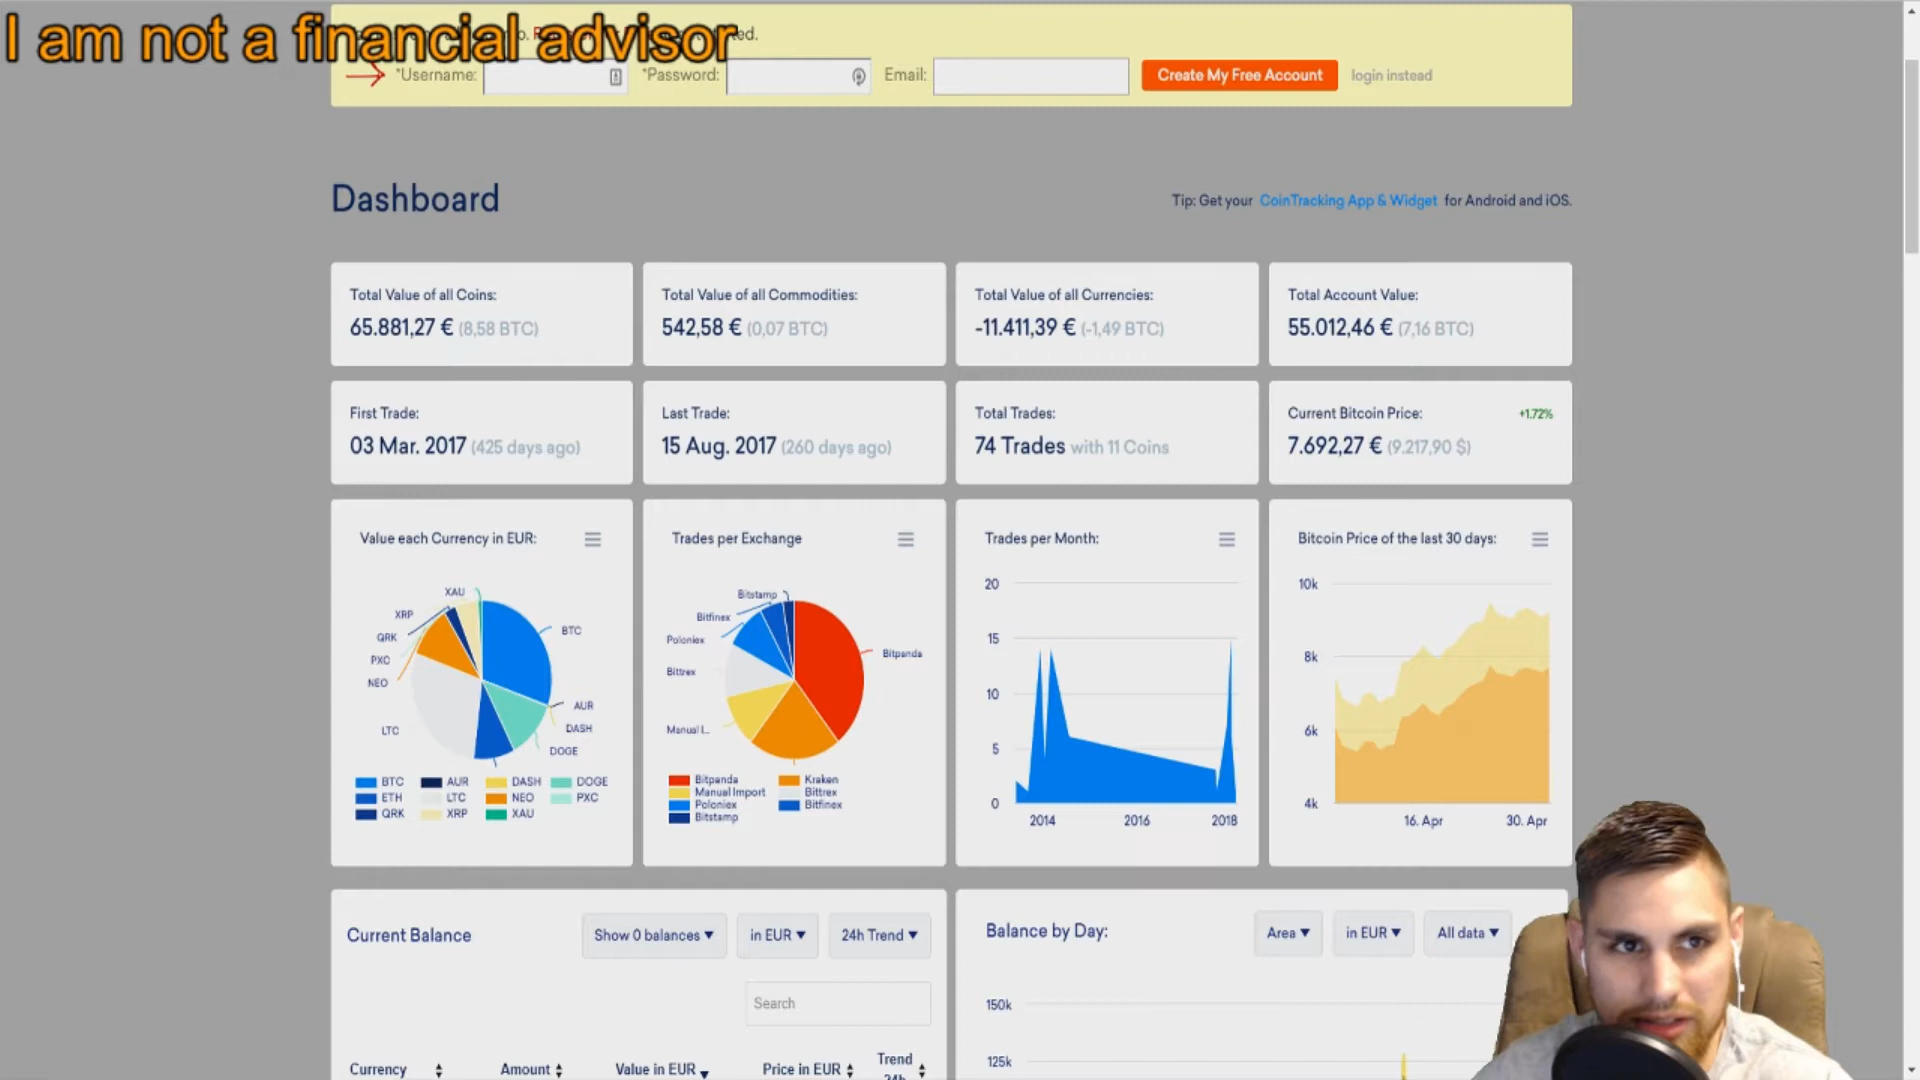 I am not a financial advisor
*Username:
*Password:
Email:
Create My Free Account
login instead
Dashboard
Tip: Get your CoinTracking App & Widget for Android and iOS.
Total Value of all Coins:
65.881,27 € (8,58 BTC)
Total Value of all Commodities:
542,58 € (0,07 BTC)
Total Value of all Currencies:
-11.411,39 € (-1,49 BTC)
Total Account Value:
55.012,46 € (7,16 BTC)
First Trade:
03 Mar. 2017 (425 days ago)
Last Trade:
15 Aug. 2017 (260 days ago)
Total Trades:
74 Trades with 11 Coins
Current Bitcoin Price:
+1.72%
7.692,27 € (9.217,90 $)
Value each Currency in EUR:
XAU
XRP
QRK
PXC
NEO
LTC
BTC
AUR
DASH
DOGE
BTC AUR DASH DOGE
ETH LTC NEO PXC
QRK XRP XAU
Trades per Exchange
Bitstamp
Bitfinex
Poloniex
Bittrex
Manual I...
Bitpanda
Bitpanda Kraken
Manual Import Bittrex
Poloniex Bitfinex
Bitstamp
Trades per Month:
20
15
10
5
0
2014 2016 2018
Bitcoin Price of the last 30 days:
10k
8k
6k
4k
16. Apr 30. Apr
Current Balance
Show 0 balances ▼
in EUR ▼
24h Trend ▼
Search
Currency Amount Value in EUR Price in EUR Trend
24h
Balance by Day:
Area ▼
in EUR ▼
All data ▼
150k
125k